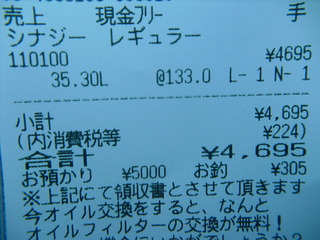 売上 現金ﾌﾘｰ 手
シナジー レギュラー
110100 ¥4695
35.30L @133.0 L- 1 N- 1
小計 ¥4,695
(内消費税等 ¥224)
合計 ¥4,695
お預かり ¥5000 お釣 ¥305
※上記にて領収書とさせて頂きます
今オイル交換をすると、なんと
オイルフィルターの交換が無料!